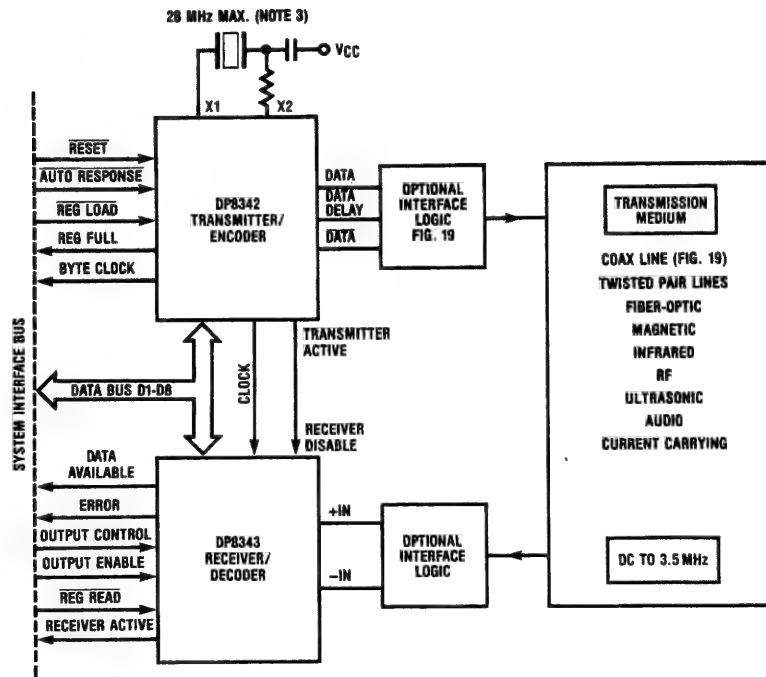 28 MHz MAX. (NOTE 3)
VCC
X1
X2
RESET
AUTO RESPONSE
REG LOAD
REG FULL
BYTE CLOCK
DP8342
TRANSMITTER/
ENCODER
DATA
DATA
DELAY
DATA
OPTIONAL
INTERFACE
LOGIC
FIG. 19
TRANSMISSION
MEDIUM
COAX LINE (FIG. 19)
TWISTED PAIR LINES
FIBER-OPTIC
MAGNETIC
INFRARED
RF
ULTRASONIC
AUDIO
CURRENT CARRYING
DC TO 3.5 MHz
SYSTEM INTERFACE BUS
DATA BUS D1-D8
CLOCK
TRANSMITTER
ACTIVE
RECEIVER
DISABLE
DATA
AVAILABLE
ERROR
OUTPUT CONTROL
OUTPUT ENABLE
REG READ
RECEIVER ACTIVE
DP8343
RECEIVER/
DECODER
+IN
−IN
OPTIONAL
INTERFACE
LOGIC